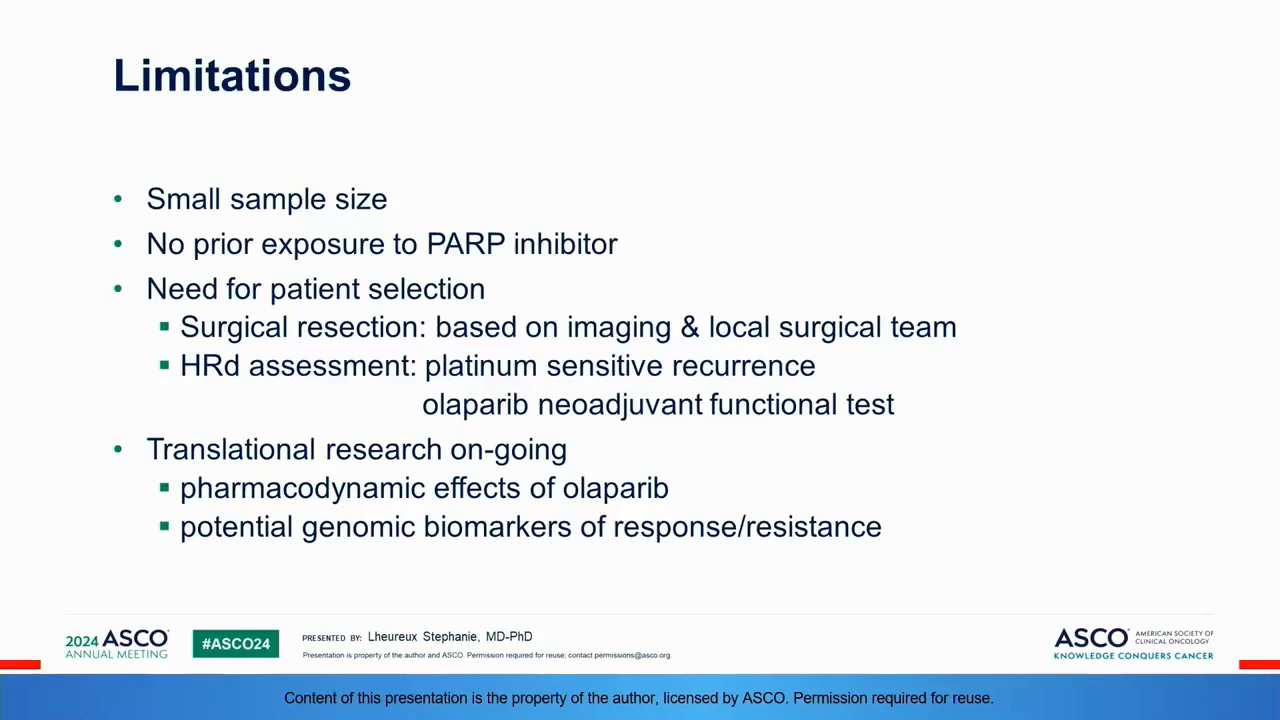 Limitations
• Small sample size
• No prior exposure to PARP inhibitor
• Need for patient selection
▪ Surgical resection: based on imaging & local surgical team
▪ HRd assessment: platinum sensitive recurrence
olaparib neoadjuvant functional test
• Translational research on-going
▪ pharmacodynamic effects of olaparib
▪ potential genomic biomarkers of response/resistance
2024 ASCO
ANNUAL MEETING
#ASCO24
PRESENTED BY: Lheureux Stephanie, MD-PhD
Presentation is property of the author and ASCO. Permission required for reuse; contact permissions@asco.org.
ASCO AMERICAN SOCIETY OF
CLINICAL ONCOLOGY
KNOWLEDGE CONQUERS CANCER
Content of this presentation is the property of the author, licensed by ASCO. Permission required for reuse.